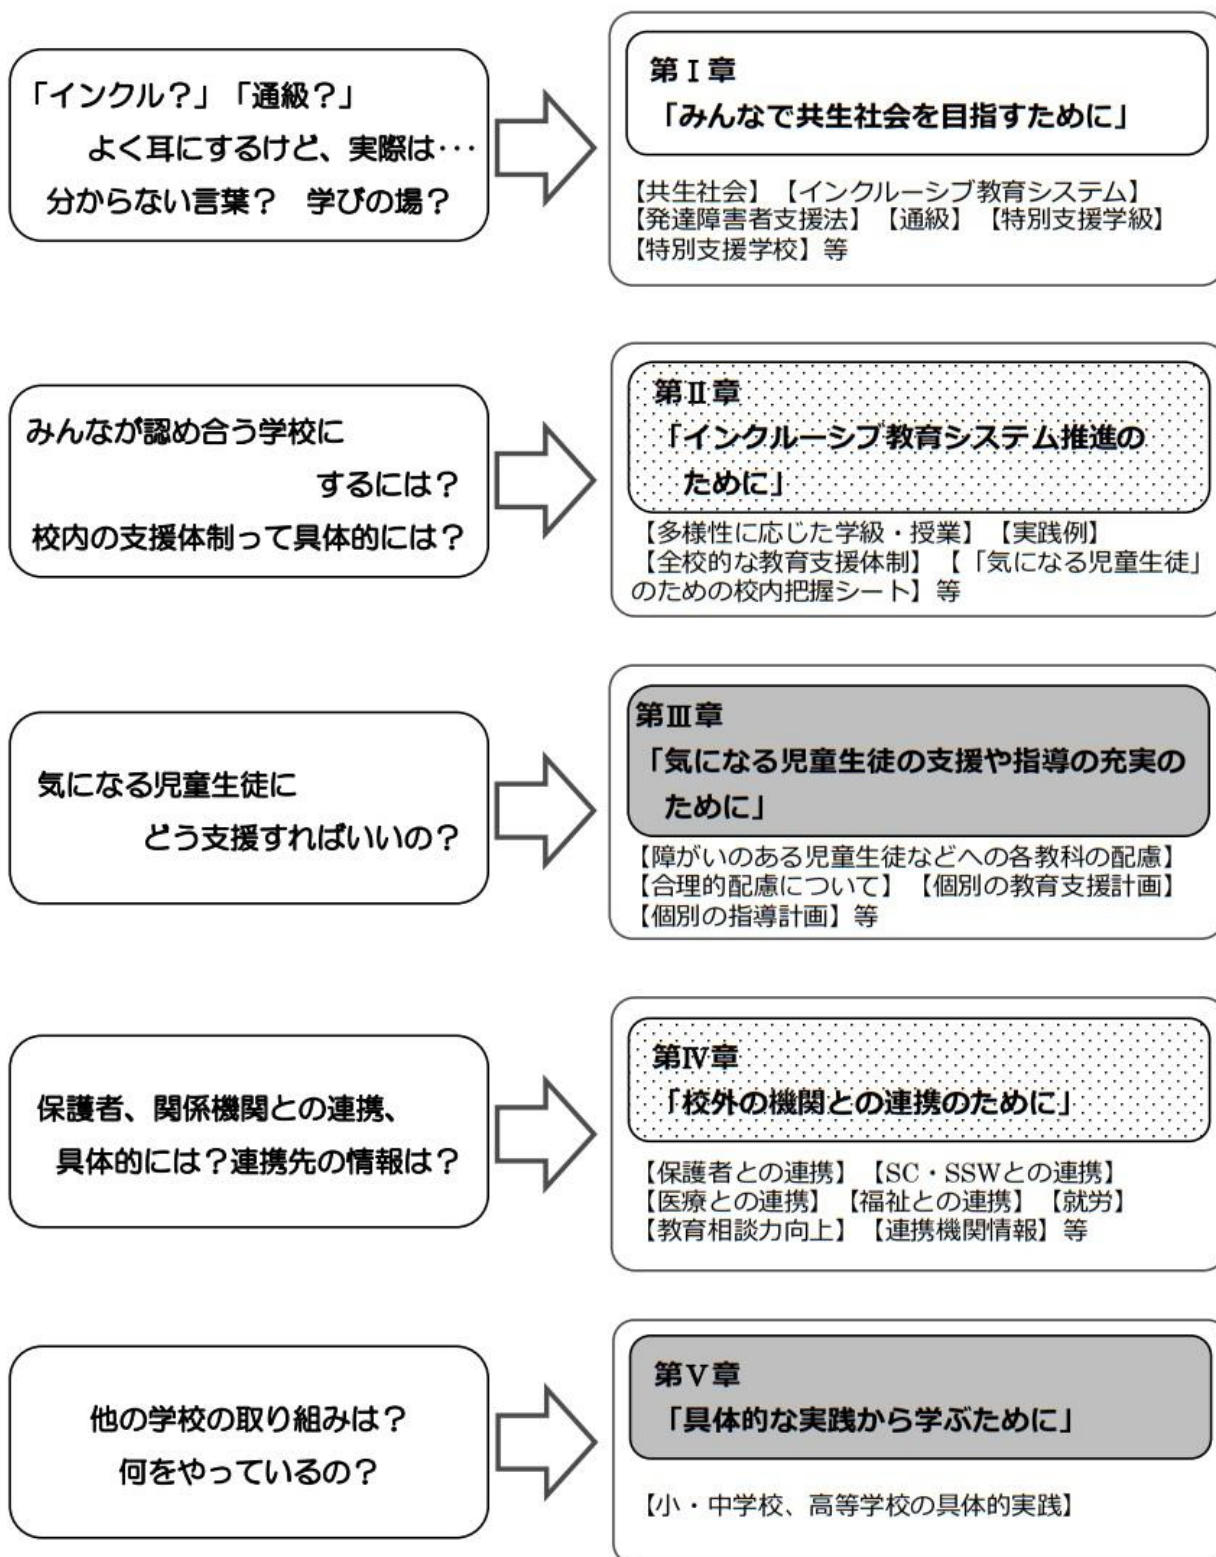 「インクル？」「通級？」
よく耳にするけど、実際は･･･
分からない言葉？　学びの場？
第Ⅰ章
「みんなで共生社会を目指すために」
【共生社会】【インクルーシブ教育システム】
【発達障害者支援法】【通級】【特別支援学級】
【特別支援学校】等
みんなが認め合う学校に
するには？
校内の支援体制って具体的には？
第Ⅱ章
「インクルーシブ教育システム推進の
ために」
【多様性に応じた学級・授業】【実践例】
【全校的な教育支援体制】【「気になる児童生徒」
のための校内把握シート】等
気になる児童生徒に
どう支援すればいいの？
第Ⅲ章
「気になる児童生徒の支援や指導の充実の
ために」
【障がいのある児童生徒などへの各教科の配慮】
【合理的配慮について】【個別の教育支援計画】
【個別の指導計画】等
保護者、関係機関との連携、
具体的には？連携先の情報は？
第Ⅳ章
「校外の機関との連携のために」
【保護者との連携】【SC・SSWとの連携】
【医療との連携】【福祉との連携】【就労】
【教育相談力向上】【連携機関情報】等
他の学校の取り組みは？
何をやっているの？
第Ⅴ章
「具体的な実践から学ぶために」
【小・中学校、高等学校の具体的実践】